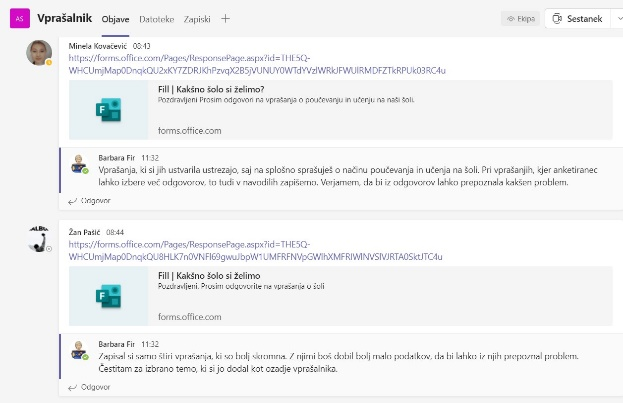 AS Vprašalnik Objave Datoteke Zapiski + Ekipa Sestanek
Minela Kovačević 08:43
https://forms.office.com/Pages/ResponsePage.aspx?id=THE5Q-
WHCUmjMap0DnqkQU2xKY7ZDRJKhPzvqX2B5jVUNUY0WTdYVzlWRkJFWUlRMDFZTkRPUk03RC4u
Fill | Kakšno šolo si želimo?
Pozdravljeni Prosim odgovori na vprašanja o poučevanju in učenju na naši šoli.
forms.office.com
Barbara Fir 11:32
Vprašanja, ki si jih ustvarila ustrezajo, saj na splošno sprašuješ o načinu poučevanja in učenja na šoli. Pri vprašanjih, kjer anketiranec
lahko izbere več odgovorov, to tudi v navodilih zapišemo. Verjamem, da bi iz odgovorov lahko prepoznala kakšen problem.
Odgovor
Žan Pašić 08:44
https://forms.office.com/Pages/ResponsePage.aspx?id=THE5Q-
Fill | Kakšno šolo si želimo
Pozdravljeni. Prosim odgovorite na vprašanja o šoli
forms.office.com
Barbara Fir 11:32
Zapisal si samo štiri vprašanja, ki so bolj skromna. Z njimi boš dobil bolj malo podatkov, da bi lahko iz njih prepoznal problem.
Čestitam za izbrano temo, ki si jo dodal kot ozadje vprašalnika.
Odgovor